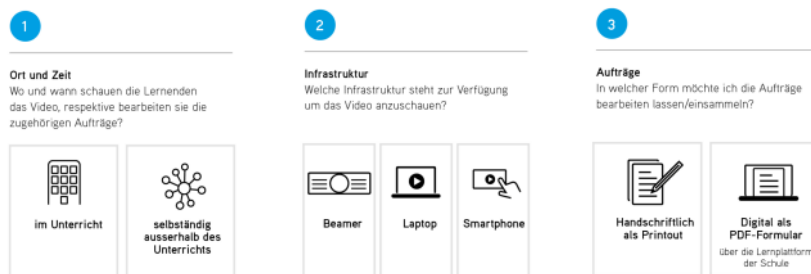 1
Ort und Zeit
Wo und wann schauen die Lernenden
das Video, respektive bearbeiten sie die
zugehörigen Aufträge?
im Unterricht
selbständig
ausserhalb des
Unterrichts
2
Infrastruktur
Welche Infrastruktur steht zur Verfügung
um das Video anzuschauen?
Beamer
Laptop
Smartphone
3
Aufträge
In welcher Form möchte ich die Aufträge
bearbeiten lassen/einsammeln?
Handschriftlich
als Printout
Digital als
PDF-Formular
über die Lernplattform
der Schule